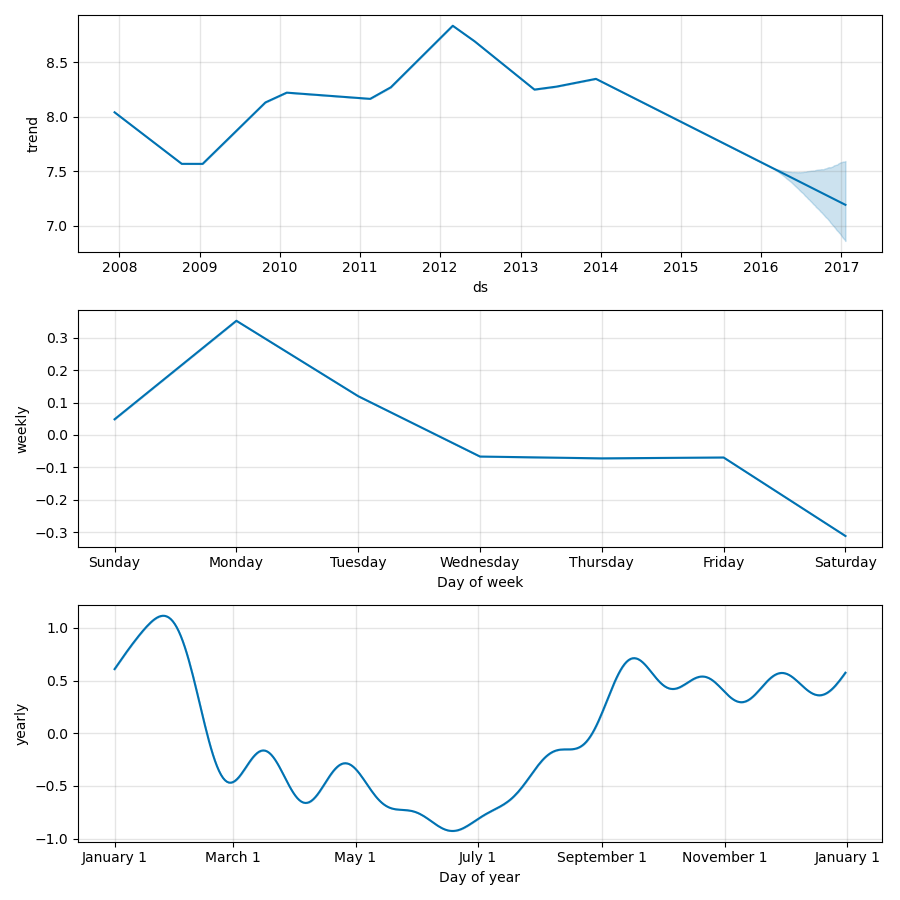 8.5
8.0
7.5
7.0
trend
2008 2009 2010 2011 2012 2013 2014 2015 2016 2017
ds
0.3
0.2
0.1
0.0
−0.1
−0.2
−0.3
weekly
Sunday Monday Tuesday Wednesday Thursday Friday Saturday
Day of week
1.0
0.5
0.0
−0.5
−1.0
yearly
January 1 March 1 May 1 July 1 September 1 November 1 January 1
Day of year